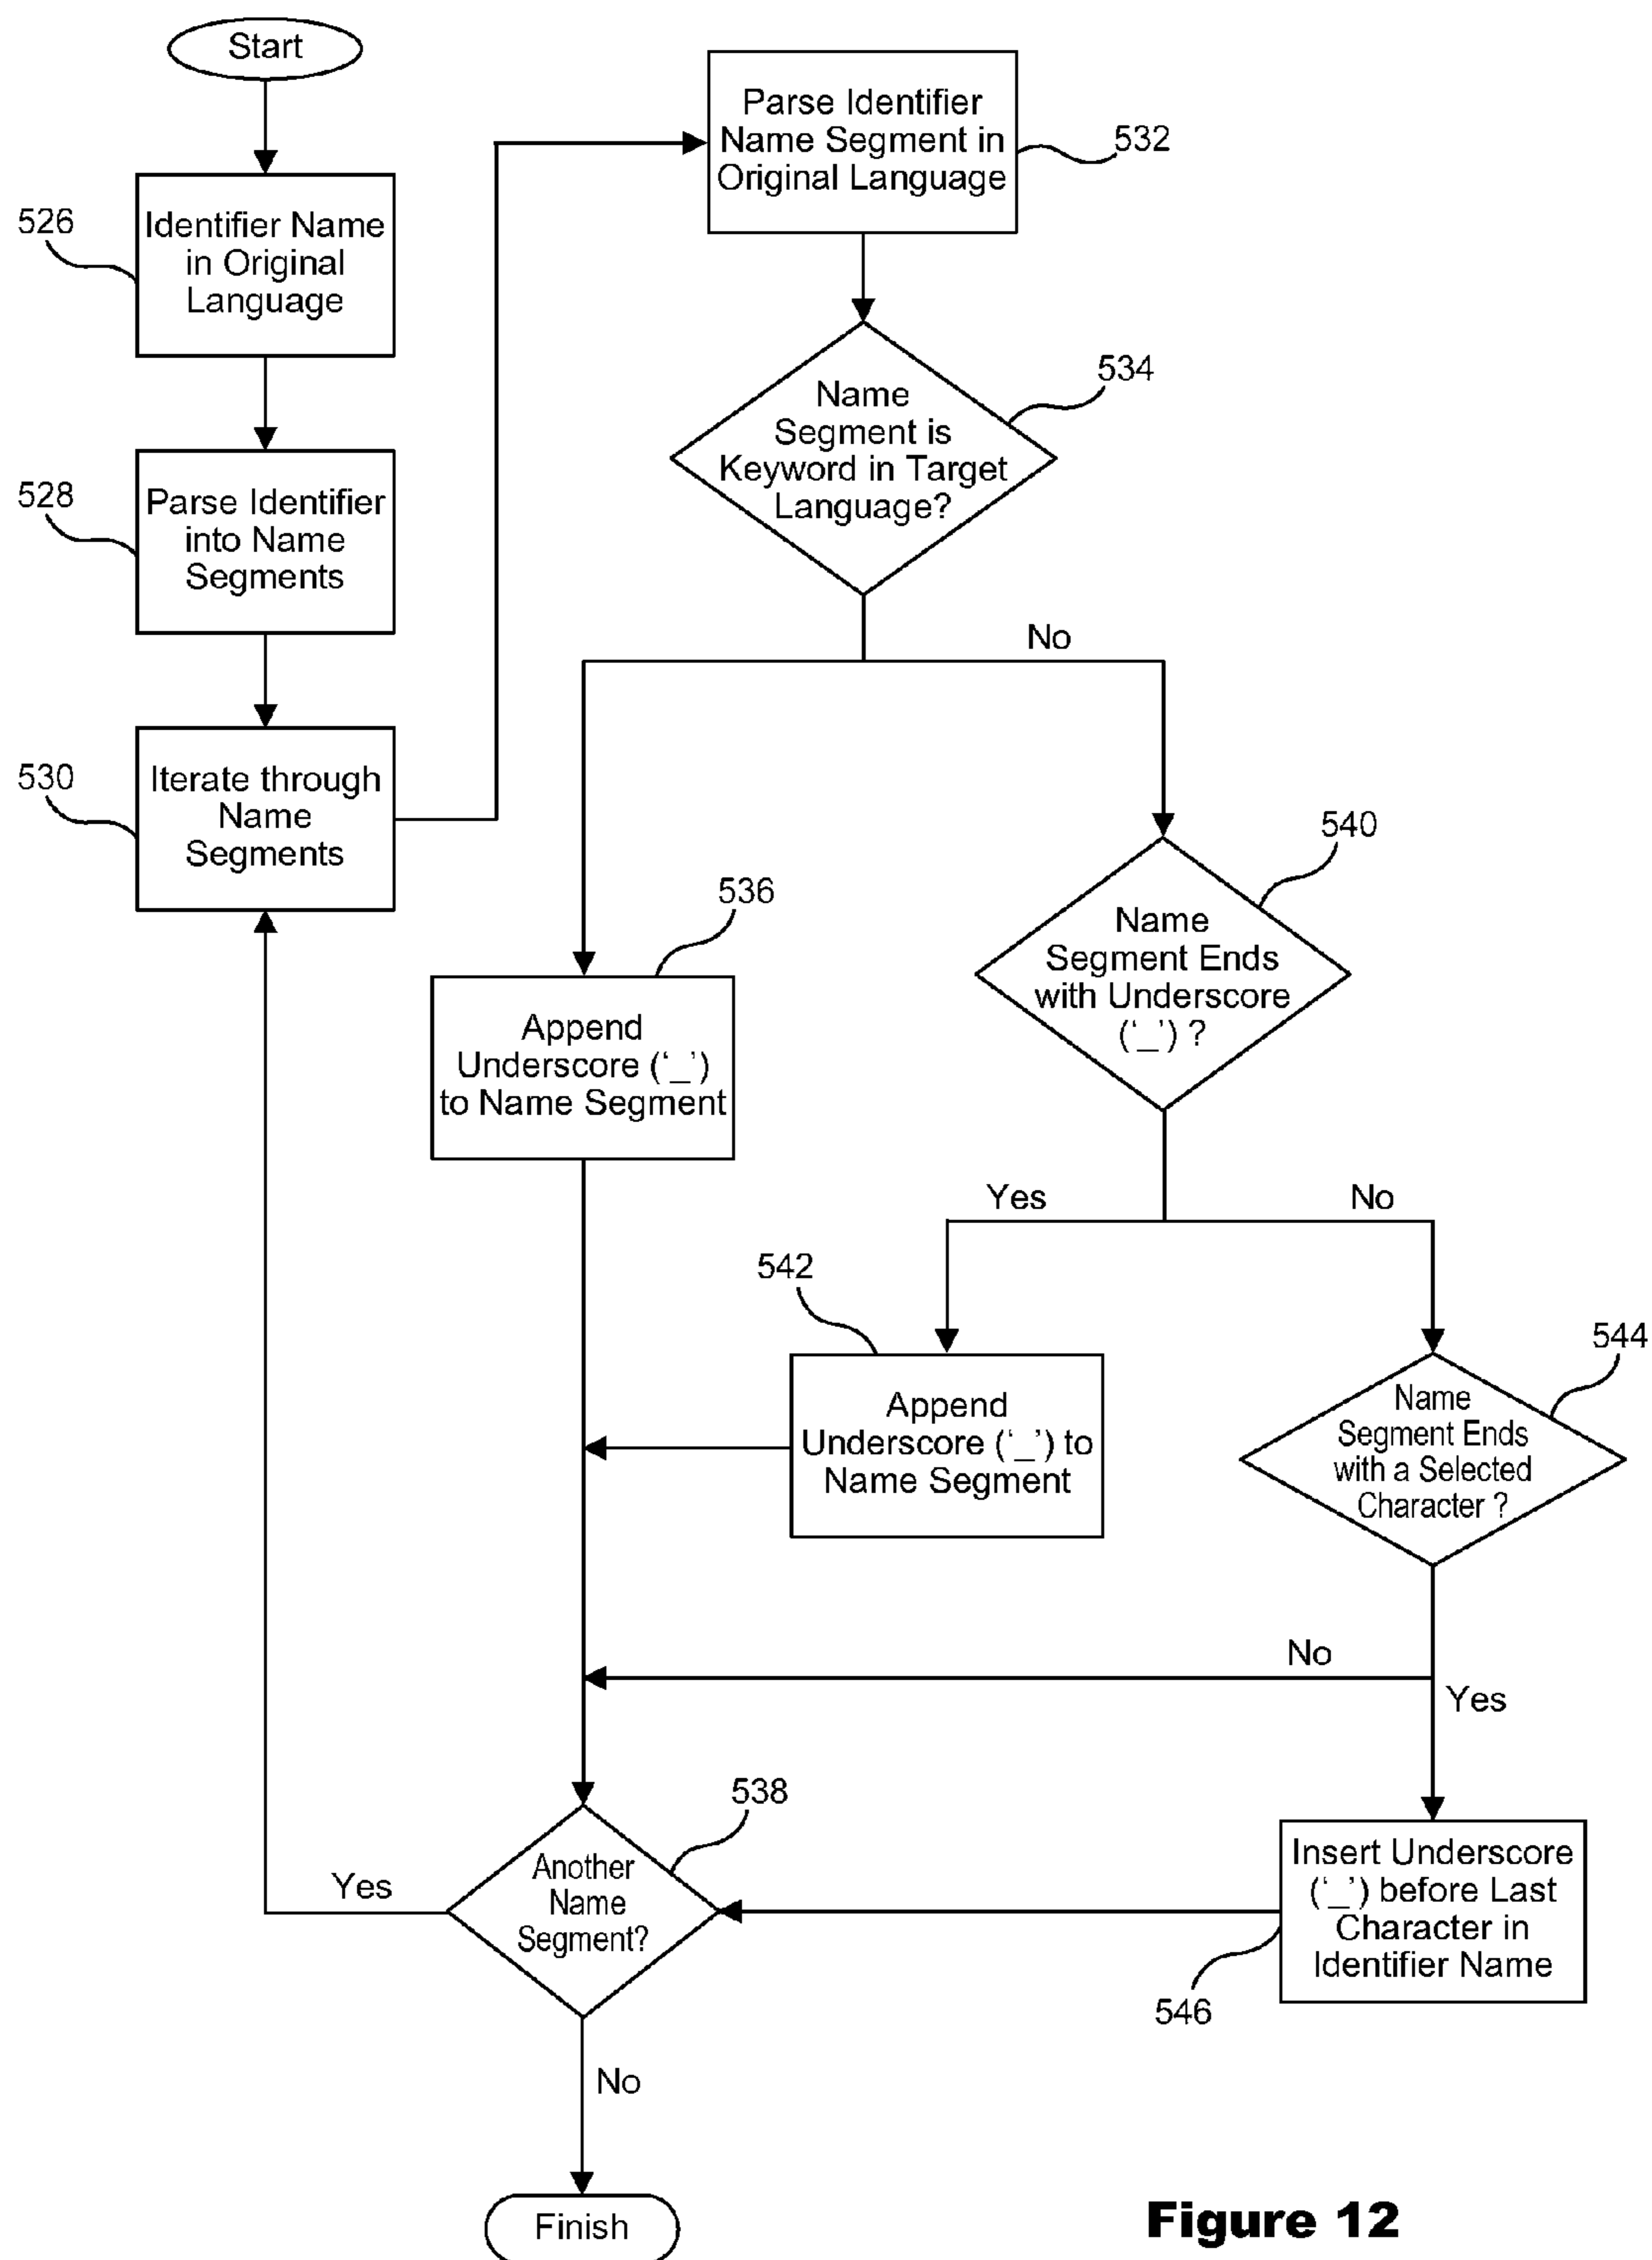 Start
526
Identifier Name
in Original
Language
528
Parse Identifier
into Name
Segments
530
Iterate through
Name
Segments
Parse Identifier
Name Segment in
Original Language
532
534
Name
Segment is
Keyword in Target
Language?
No
536
Append
Underscore (‘_’)
to Name Segment
540
Name
Segment Ends
with Underscore
(‘_’) ?
Yes
No
542
Append
Underscore (‘_’) to
Name Segment
544
Name
Segment Ends
with a Selected
Character ?
No
Yes
538
Another
Name
Segment?
Yes
Insert Underscore
(‘_’) before Last
Character in
Identifier Name
546
No
Finish
Figure 12